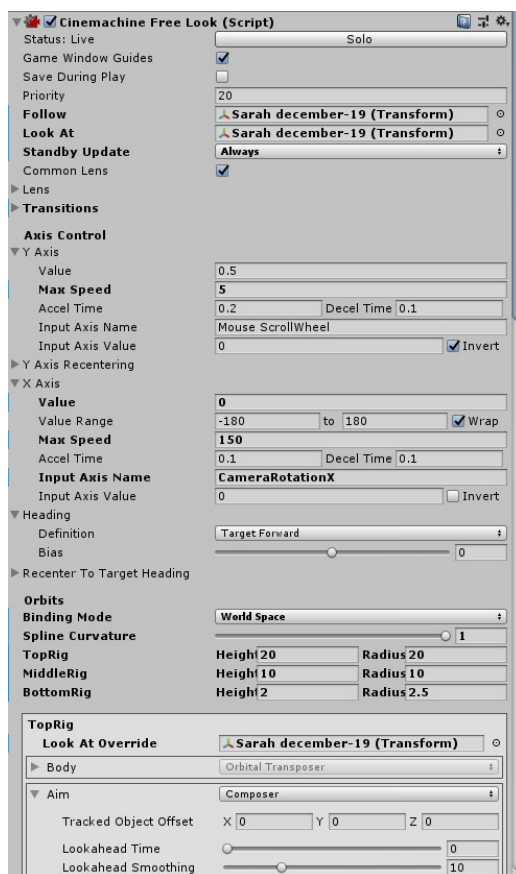 Cinemachine Free Look (Script)
Status: Live Solo
Game Window Guides
Save During Play
Priority 20
Follow Sarah december-19 (Transform)
Look At Sarah december-19 (Transform)
Standby Update Always
Common Lens
Lens
Transitions
Axis Control
Y Axis
Value 0.5
Max Speed 5
Accel Time 0.2 Decel Time 0.1
Input Axis Name Mouse ScrollWheel
Input Axis Value 0 Invert
Y Axis Recentering
X Axis
Value 0
Value Range -180 to 180 Wrap
Max Speed 150
Accel Time 0.1 Decel Time 0.1
Input Axis Name CameraRotationX
Input Axis Value 0 Invert
Heading
Definition Target Forward
Bias 0
Recenter To Target Heading
Orbits
Binding Mode World Space
Spline Curvature 1
TopRig Height 20 Radius 20
MiddleRig Height 10 Radius 10
BottomRig Height 2 Radius 2.5
TopRig
Look At Override Sarah december-19 (Transform)
Body Orbital Transposer
Aim Composer
Tracked Object Offset X 0 Y 0 Z 0
Lookahead Time 0
Lookahead Smoothing 10